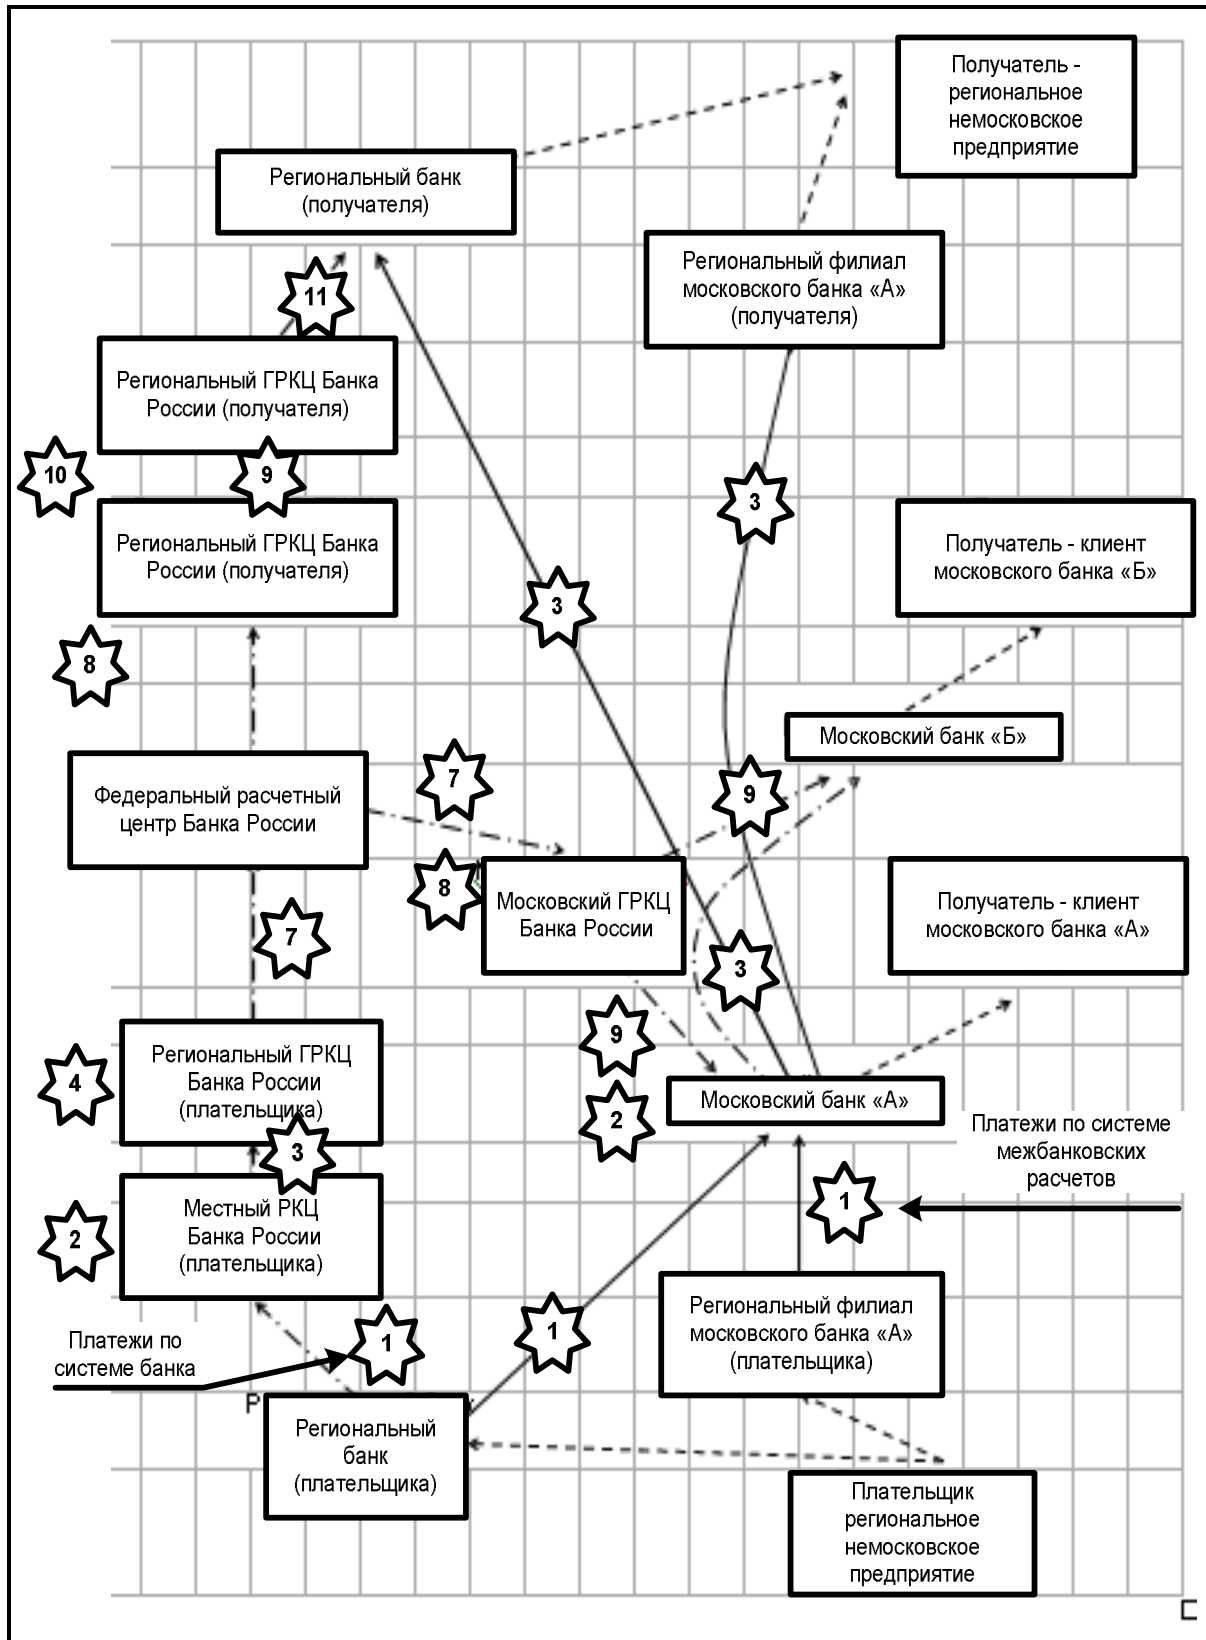 Получатель -
региональное
немосковское
предприятие
Региональный банк
(получателя)
Региональный филиал
московского банка «А»
(получателя)
11
Региональный ГРКЦ Банка
России (получателя)
10
9
3
Региональный ГРКЦ Банка
России (получателя)
Получатель - клиент
московского банка «Б»
3
8
Московский банк «Б»
7
9
Федеральный расчетный
центр Банка России
8
Московский ГРКЦ
Банка России
Получатель - клиент
московского банка «А»
7
3
9
4
Региональный ГРКЦ
Банка России
(плательщика)
2
Московский банк «А»
Платежи по системе
межбанковских
расчетов
3
1
2
Местный РКЦ
Банка России
(плательщика)
Региональный филиал
московского банка «А»
(плательщика)
Платежи по
системе банка
1
1
Р
Региональный
банк
(плательщика)
Плательщик
региональное
немосковское
предприятие